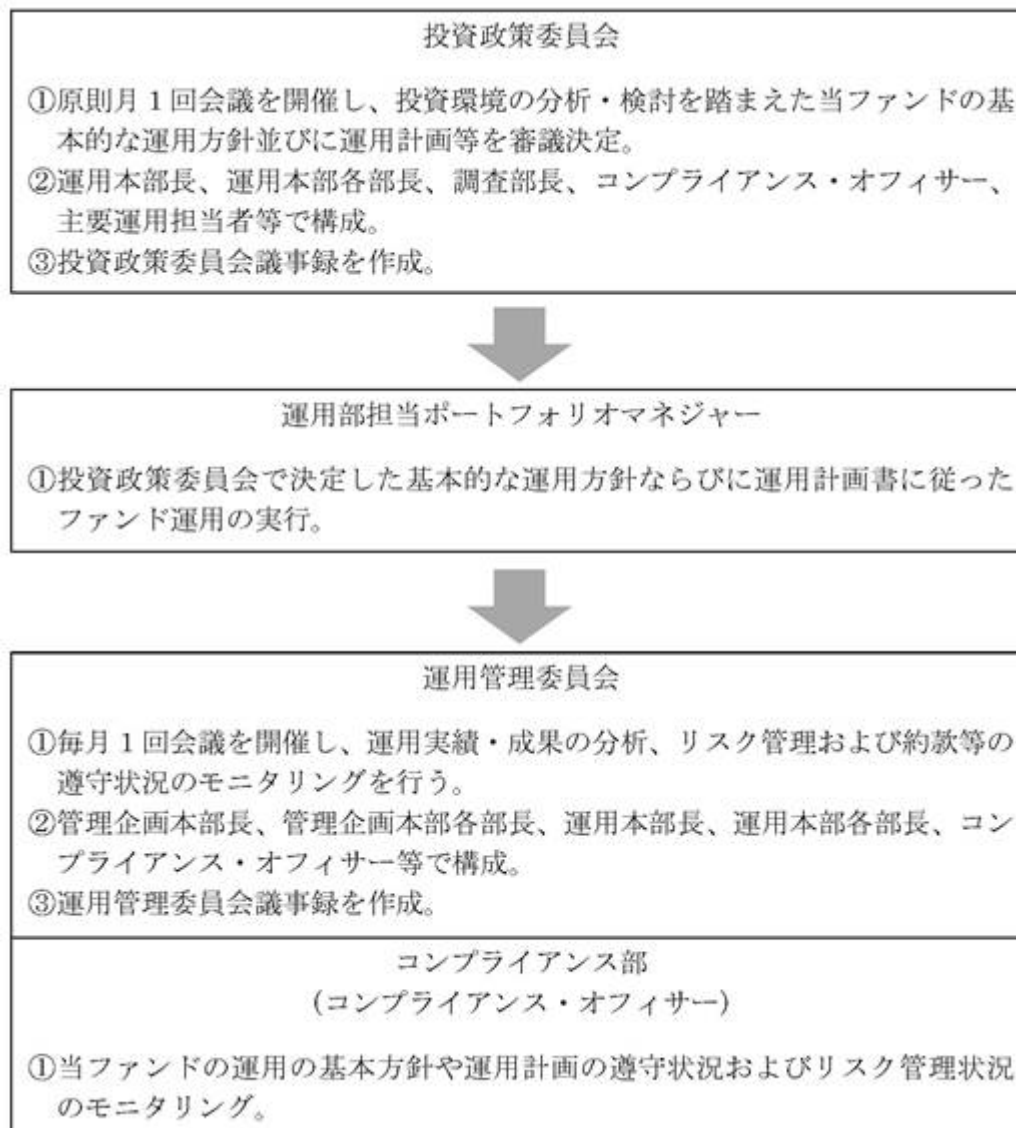 投資政策委員会
①原則月1回会議を開催し、投資環境の分析・検討を踏まえた当ファンドの基
本的な運用方針並びに運用計画等を審議決定。
②運用本部長、運用本部各部長、調査部長、コンプライアンス・オフィサー、
主要運用担当者等で構成。
③投資政策委員会議事録を作成。
運用部担当ポートフォリオマネジャー
①投資政策委員会で決定した基本的な運用方針ならびに運用計画書に従った
ファンド運用の実行。
運用管理委員会
①毎月1回会議を開催し、運用実績・成果の分析、リスク管理および約款等の
遵守状況のモニタリングを行う。
②管理企画本部長、管理企画本部各部長、運用本部長、運用本部各部長、コン
プライアンス・オフィサー等で構成。
③運用管理委員会議事録を作成。
コンプライアンス部
(コンプライアンス・オフィサー)
①当ファンドの運用の基本方針や運用計画の遵守状況およびリスク管理状況
のモニタリング。